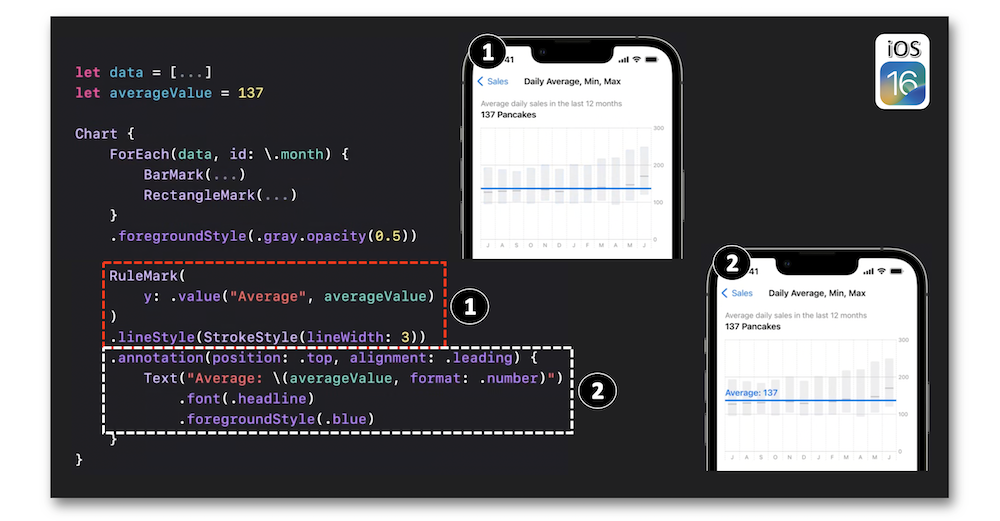 let data = [...]
let averageValue = 137
Chart {
ForEach(data, id: \.month) {
BarMark(...)
RectangleMark(...)
}
.foregroundStyle(.gray.opacity(0.5))
RuleMark(
y: .value("Average", averageValue)
)
.lineStyle(StrokeStyle(lineWidth: 3))
.annotation(position: .top, alignment: .leading) {
Text("Average: \(averageValue, format: .number)")
.font(.headline)
.foregroundStyle(.blue)
}
}
1
2
1
41
Sales
Daily Average, Min, Max
Average daily sales in the last 12 months
137 Pancakes
300
200
100
0
J A S O N D J F M A M J
iOS
16
2
41
Sales
Daily Average, Min, Max
Average daily sales in the last 12 months
137 Pancakes
300
200
Average: 137
100
0
J A S O N D J F M A M J